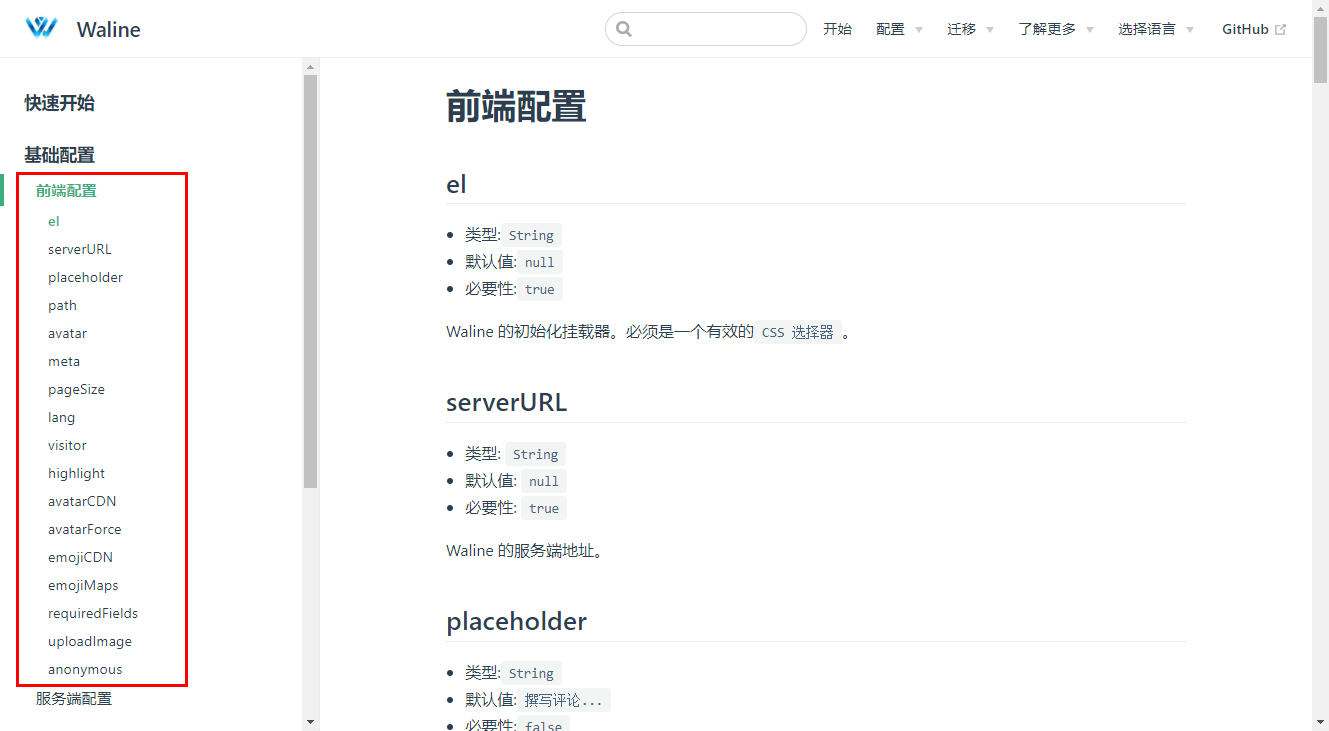 Waline
开始 配置 迁移 了解更多 选择语言 GitHub
快速开始
基础配置
前端配置
el
serverURL
placeholder
path
avatar
meta
pageSize
lang
visitor
highlight
avatarCDN
avatarForce
emojiCDN
emojiMaps
requiredFields
uploadImage
anonymous
服务端配置
前端配置
el
类型: String
默认值: null
必要性: true
Waline 的初始化挂载器。必须是一个有效的 CSS 选择器 。
serverURL
类型: String
默认值: null
必要性: true
Waline 的服务端地址。
placeholder
类型: String
默认值: 撰写评论...
必要性: false